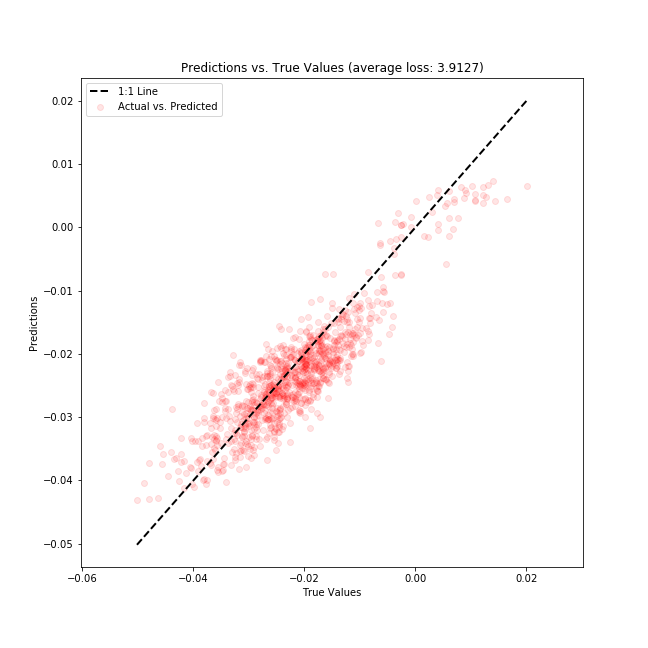 Predictions vs. True Values (average loss: 3.9127)
1:1 Line
Actual vs. Predicted
0.02
0.01
0.00
−0.01
−0.02
−0.03
−0.04
−0.05
Predictions
−0.06
−0.04
−0.02
0.00
0.02
True Values